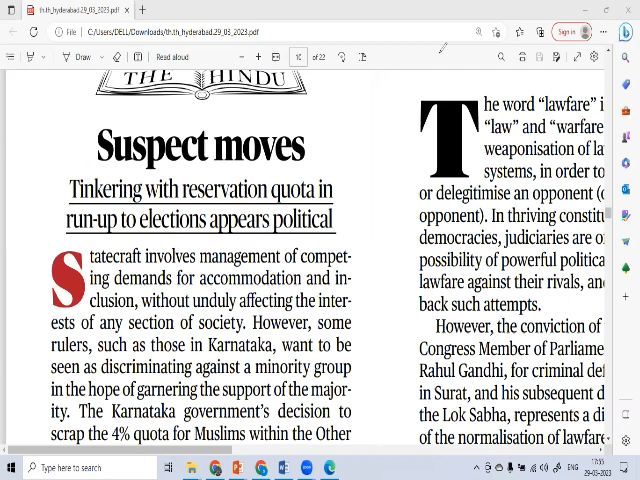 th.th_hyderabad.29_03_2023.pdf
File
C:/Users/DELL/Downloads/th.th_hyderabad.29_03_2023.pdf
Sign in
Draw
Read aloud
10 of 22
THE HINDU
Suspect moves
Tinkering with reservation quota in
run-up to elections appears political
Statecraft involves management of compet-
ing demands for accommodation and in-
clusion, without unduly affecting the inter-
ests of any section of society. However, some
rulers, such as those in Karnataka, want to be
seen as discriminating against a minority group
in the hope of garnering the support of the major-
ity. The Karnataka government's decision to
scrap the 4% quota for Muslims within the Other
The word “lawfare” i
“law” and “warfare
weaponisation of la
systems, in order to
or delegitimise an opponent (
opponent). In thriving constitu
democracies, judiciaries are o
possibility of powerful politica
lawfare against their rivals, an
back such attempts.
However, the conviction of
Congress Member of Parliame
Rahul Gandhi, for criminal def
in Surat, and his subsequent d
the Lok Sabha, represents a di
of the normalisation of lawfare
Type here to search
ENG
17:55
29-03-2023